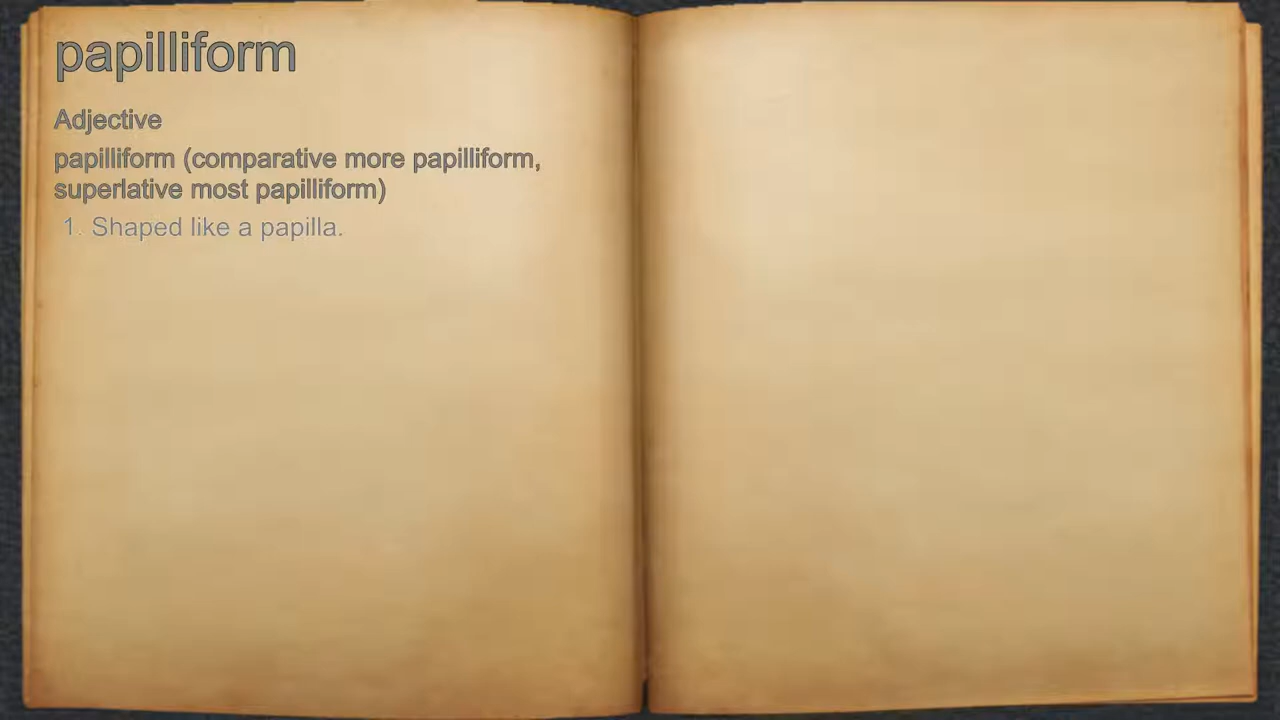 papilliform
Adjective
papilliform (comparative more papilliform,
superlative most papilliform)
1. Shaped like a papilla.